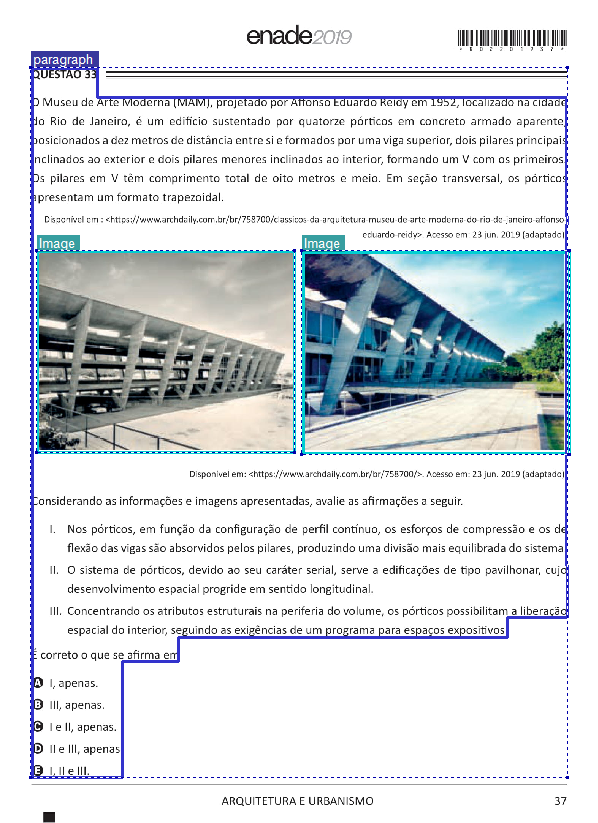 enade2019
paragraph
QUESTÃO 33
O Museu de Arte Moderna (MAM), projetado por Affonso Eduardo Reidy em 1952, localizado na cidade
do Rio de Janeiro, é um edifício sustentado por quatorze pórticos em concreto armado aparente,
posicionados a dez metros de distância entre si e formados por uma viga superior, dois pilares principais
inclinados ao exterior e dois pilares menores inclinados ao interior, formando um V com os primeiros.
Os pilares em V têm comprimento total de oito metros e meio. Em seção transversal, os pórticos
apresentam um formato trapezoidal.
Disponível em : <https://www.archdaily.com.br/br/758700/classicos-da-arquitetura-museu-de-arte-moderna-do-rio-de-janeiro-affonso-
eduardo-reidy>. Acesso em: 23 jun. 2019 (adaptado).
Image
Image
Disponível em: <https://www.archdaily.com.br/br/758700/>. Acesso em: 23 jun. 2019 (adaptado).
Considerando as informações e imagens apresentadas, avalie as afirmações a seguir.
I. Nos pórticos, em função da configuração de perfil contínuo, os esforços de compressão e os de
flexão das vigas são absorvidos pelos pilares, produzindo uma divisão mais equilibrada do sistema.
II. O sistema de pórticos, devido ao seu caráter serial, serve a edificações de tipo pavilhonar, cujo
desenvolvimento espacial progride em sentido longitudinal.
III. Concentrando os atributos estruturais na periferia do volume, os pórticos possibilitam a liberação
espacial do interior, seguindo as exigências de um programa para espaços expositivos.
É correto o que se afirma em
A I, apenas.
B III, apenas.
C I e II, apenas.
D II e III, apenas.
E I, II e III.
ARQUITETURA E URBANISMO 37